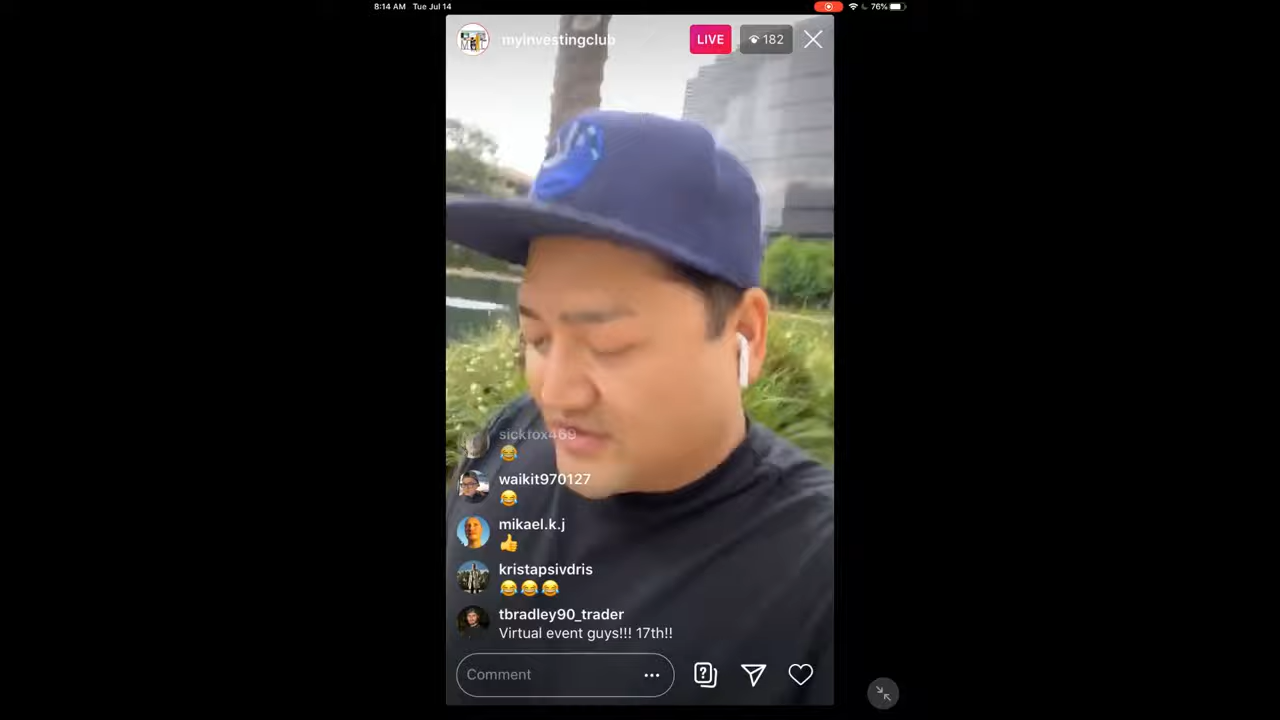 8:14 AM Tue Jul 14
76%
myinvestingclub
LIVE
182
sickfox469
😂
waikit970127
😂
mikael.k.j
👍
kristapsivdris
😂😂😂
tbradley90_trader
Virtual event guys!!! 17th!!
Comment